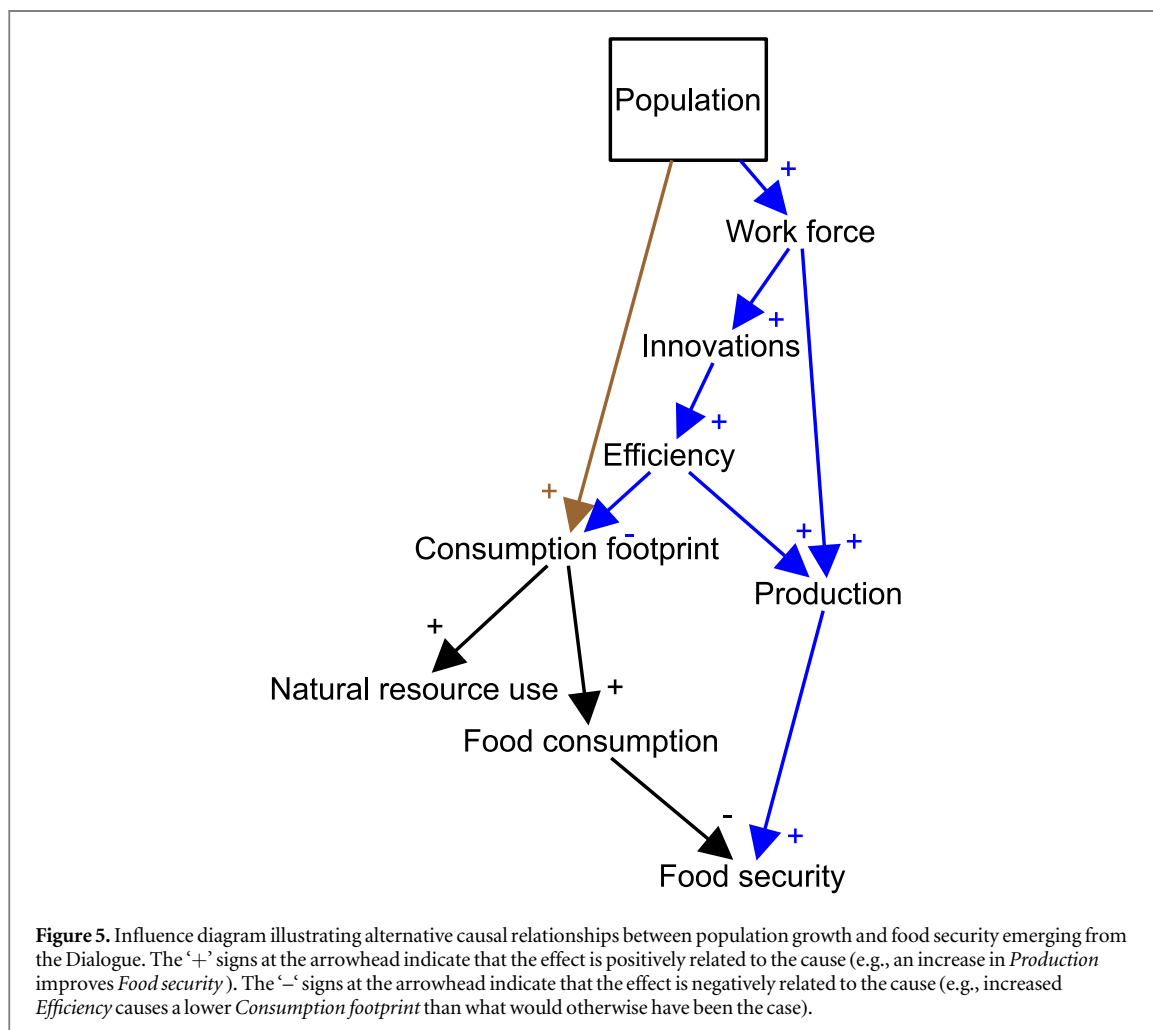 Population
+
Work force
+
Innovations
+
Efficiency
+
-
Consumption footprint
+
+
Production
+
Natural resource use
+
Food consumption
-
+
Food security
Figure 5. Influence diagram illustrating alternative causal relationships between population growth and food security emerging from
the Dialogue. The ‘+’ signs at the arrowhead indicate that the effect is positively related to the cause (e.g., an increase in Production
improves Food security ). The ‘–‘ signs at the arrowhead indicate that the effect is negatively related to the cause (e.g., increased
Efficiency causes a lower Consumption footprint than what would otherwise have been the case).